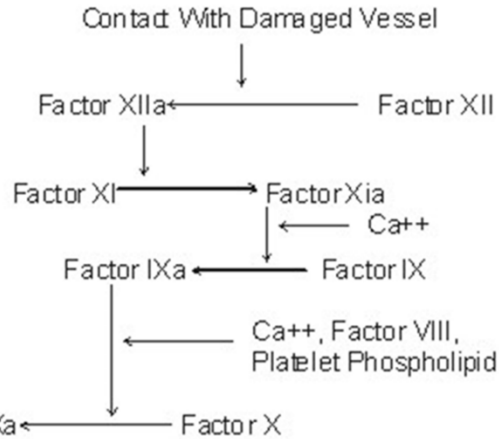 Contact With Damaged Vessel
Factor XIIa
Factor XII
Factor XI
Factor Xia
Ca++
Factor IXa
Factor IX
Ca++, Factor VIII,
Platelet Phospholipid
Xa
Factor X